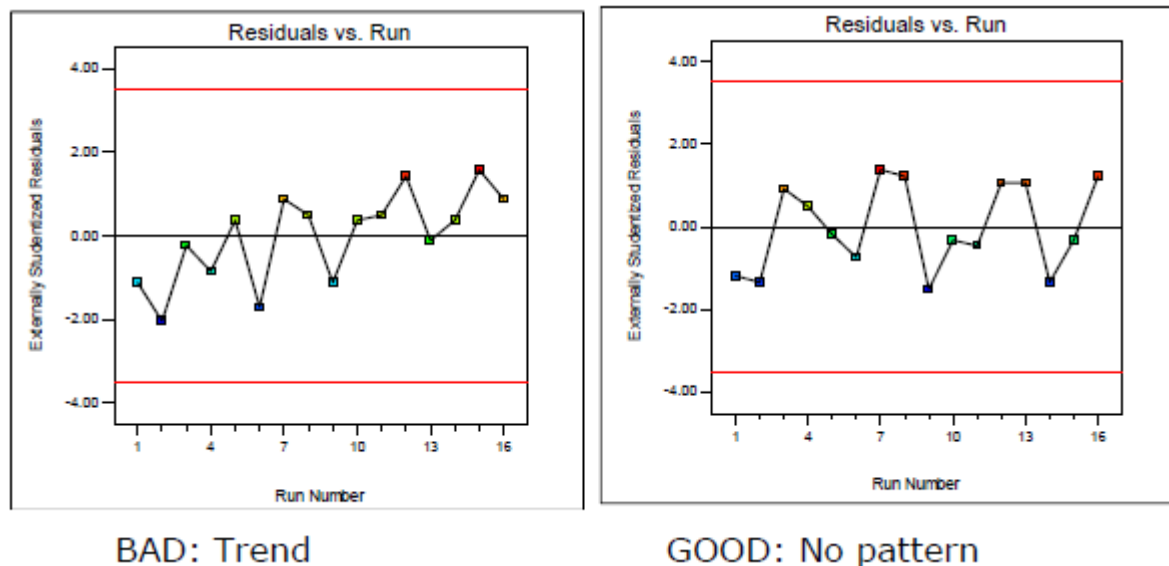 Residuals vs. Run
4.00
2.00
0.00
-2.00
-4.00
Externally Studentized Residuals
1 4 7 10 13 16
Run Number
BAD: Trend
Residuals vs. Run
4.00
2.00
0.00
-2.00
-4.00
Externally Studentized Residuals
1 4 7 10 13 16
Run Number
GOOD: No pattern